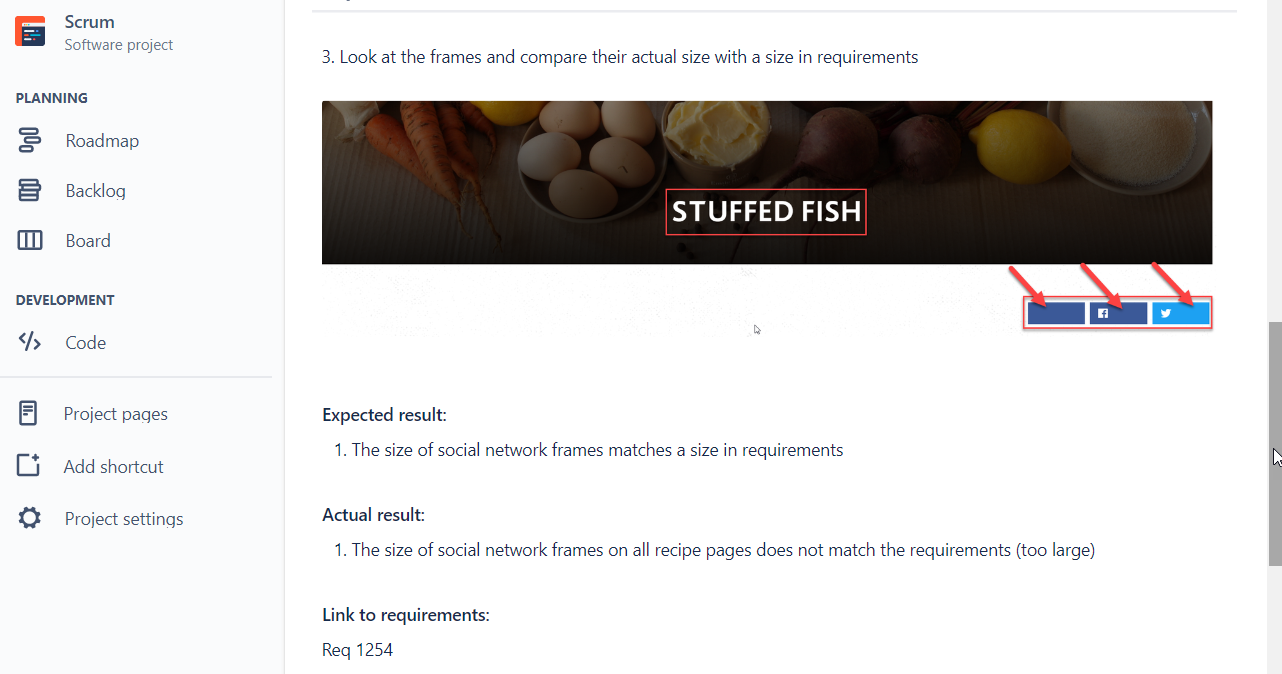 Scrum
Software project
PLANNING
Roadmap
Backlog
Board
DEVELOPMENT
Code
Project pages
Add shortcut
Project settings
3. Look at the frames and compare their actual size with a size in requirements
STUFFED FISH
Expected result:
1. The size of social network frames matches a size in requirements
Actual result:
1. The size of social network frames on all recipe pages does not match the requirements (too large)
Link to requirements:
Req 1254